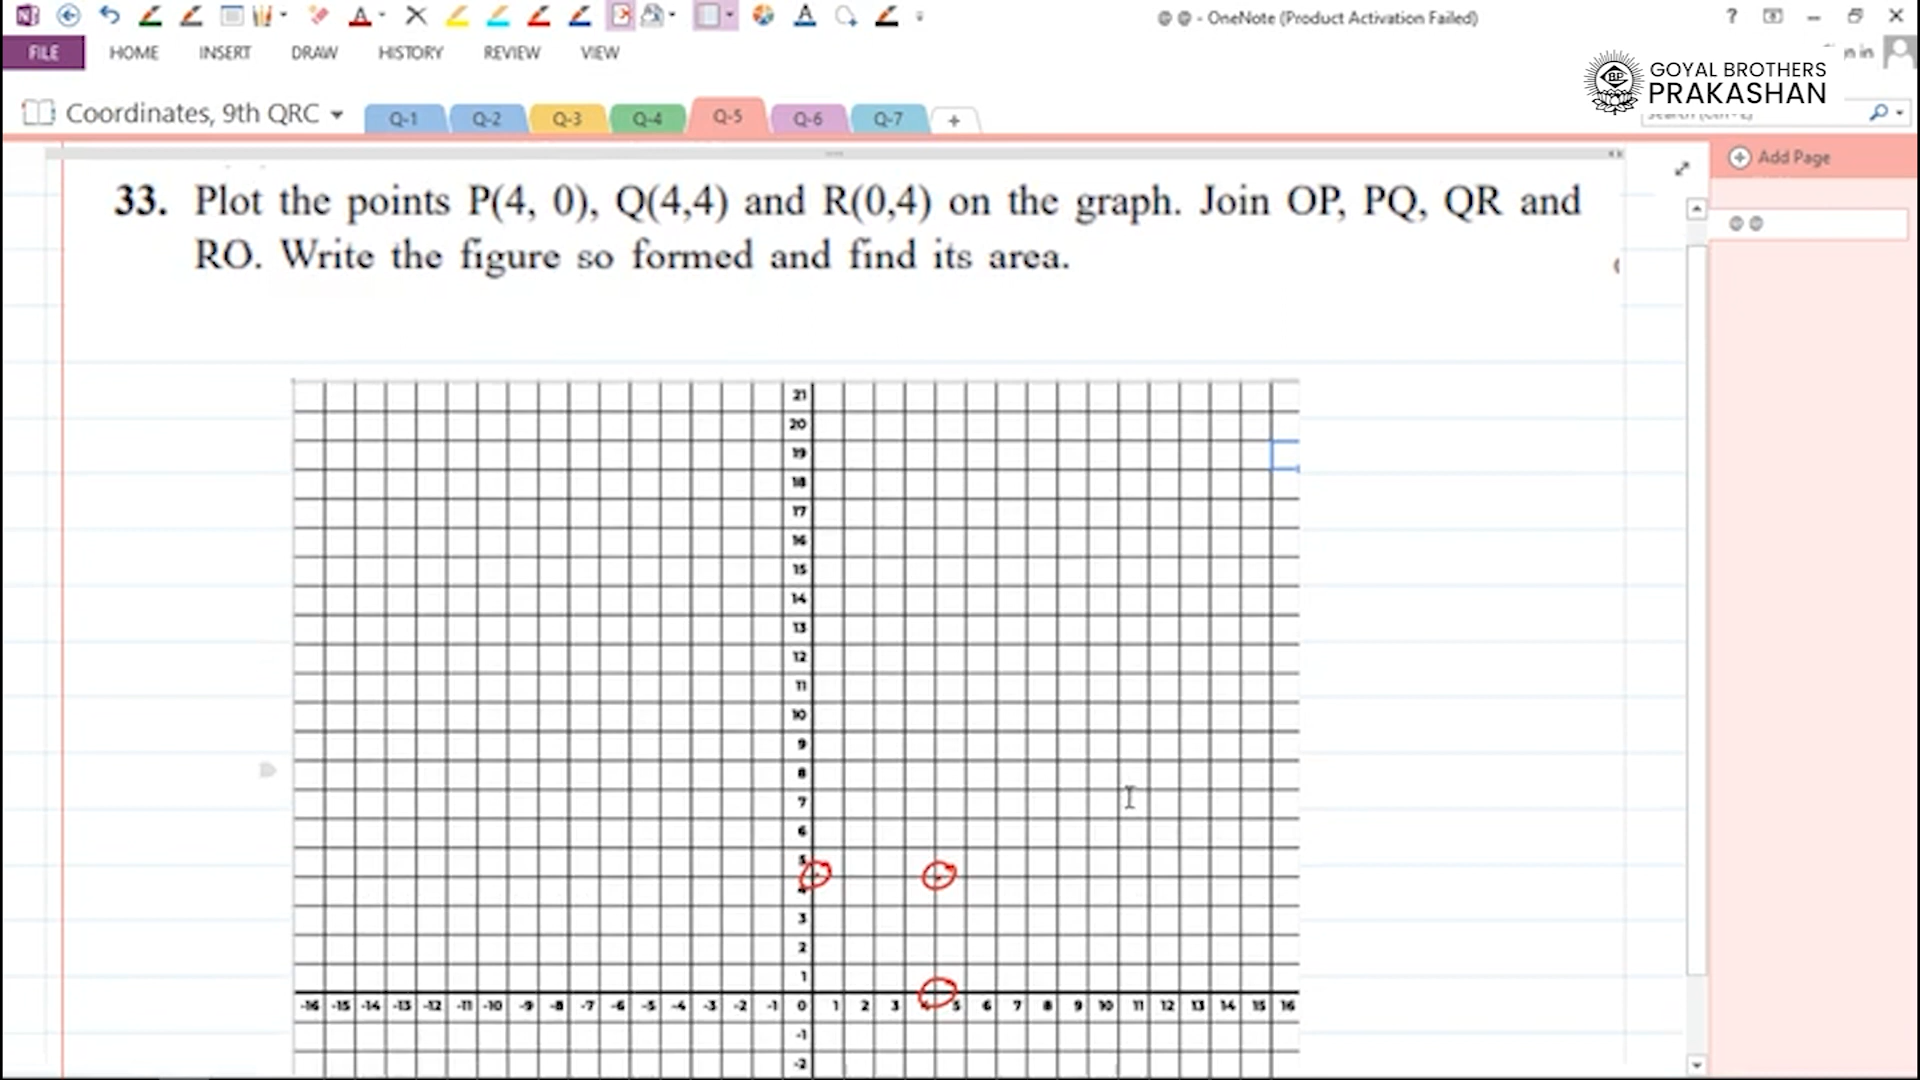 @ @ - OneNote (Product Activation Failed)
?
FILE HOME INSERT DRAW HISTORY REVIEW VIEW
n in
GOYAL BROTHERS
PRAKASHAN
Coordinates, 9th QRC Q-1 Q-2 Q-3 Q-4 Q-5 Q-6 Q-7 +
Search (Ctrl+E)
Add Page
@ @
33. Plot the points P(4, 0), Q(4,4) and R(0,4) on the graph. Join OP, PQ, QR and
RO. Write the figure so formed and find its area.
21
20
19
18
17
16
15
14
13
12
11
10
9
8
7
6
5
4
3
2
1
-16 -15 -14 -13 -12 -11 -10 -9 -8 -7 -6 -5 -4 -3 -2 -1 0 1 2 3 4 5 6 7 8 9 10 11 12 13 14 15 16
-1
-2